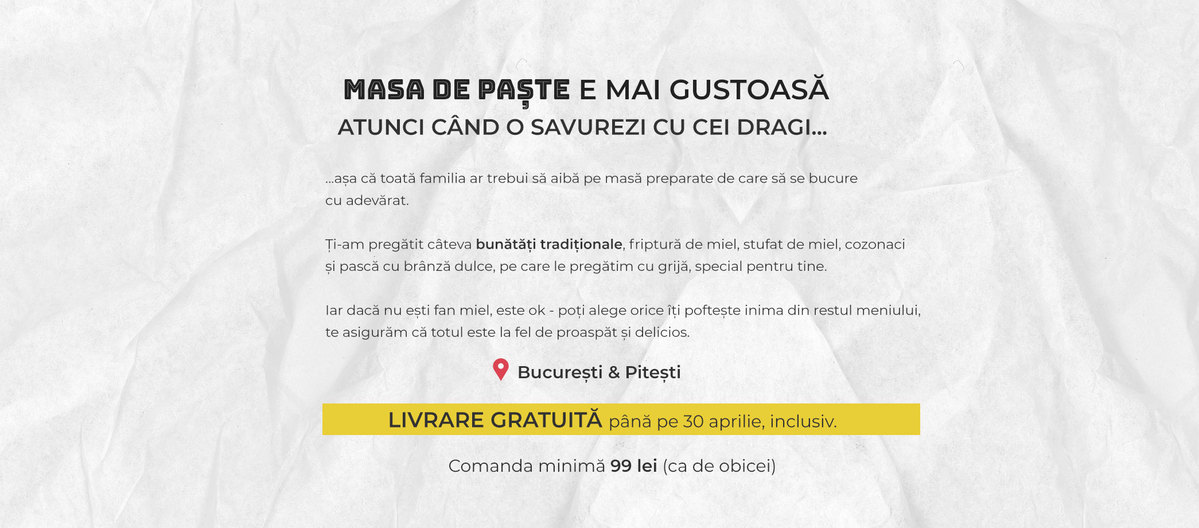 MASA DE PAȘTE E MAI GUSTOASĂ
ATUNCI CÂND O SAVUREZI CU CEI DRAGI...
...așa că toată familia ar trebui să aibă pe masă preparate de care să se bucure
cu adevărat.
Ți-am pregătit câteva bunătăți tradiționale, friptură de miel, stufat de miel, cozonaci
și pască cu brânză dulce, pe care le pregătim cu grijă, special pentru tine.
Iar dacă nu ești fan miel, este ok - poți alege orice îți poftește inima din restul meniului,
te asigurăm că totul este la fel de proaspăt și delicios.
București & Pitești
LIVRARE GRATUITĂ până pe 30 aprilie, inclusiv.
Comanda minimă 99 lei (ca de obicei)